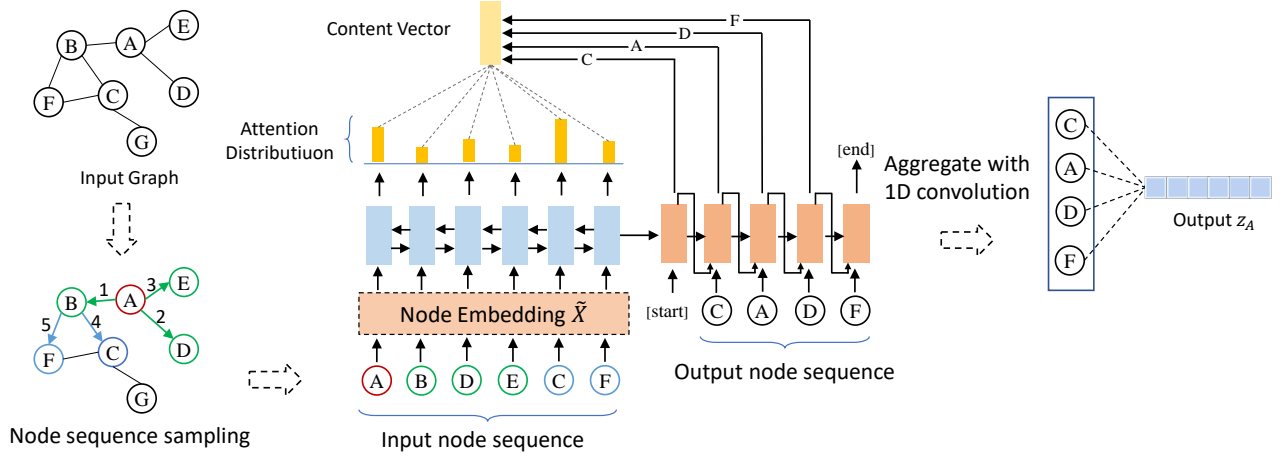 E
B
A
F
C
D
G
Input Graph
B
1
A
3
E
5
4
2
F
C
D
G
Node sequence sampling
Content Vector
F
D
A
C
Attention
Distributiuon
Node Embedding X̃
A
B
D
E
C
F
Input node sequence
[start]
C
A
D
F
[end]
Output node sequence
Aggregate with
1D convolution
C
A
D
F
Output z_A